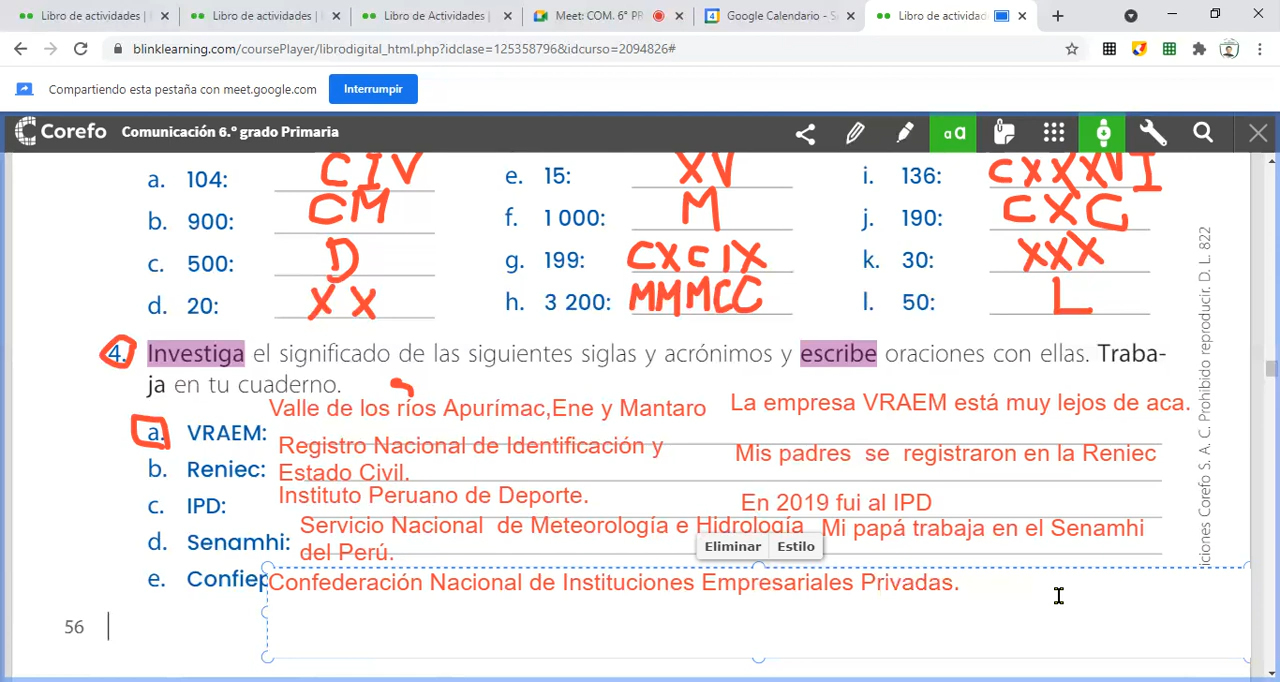 Libro de actividades | Libro de actividades | Libro de Actividades | Meet: COM. 6° PR Google Calendario - S Libro de activida
blinklearning.com/coursePlayer/librodigital_html.php?idclase=125358796&idcurso=2094826#
Compartiendo esta pestaña con meet.google.com Interrumpir
Corefo Comunicación 6.° grado Primaria aa
a. 104: CIV e. 15: XV i. 136: CXXXVI
b. 900: CM f. 1 000: M j. 190: CXC
c. 500: D g. 199: CXCIX k. 30: XXX
d. 20: XX h. 3 200: MMMCC l. 50: L
4. Investiga el significado de las siguientes siglas y acrónimos y escribe oraciones con ellas. Traba-
ja en tu cuaderno.
Valle de los ríos Apurímac,Ene y Mantaro La empresa VRAEM está muy lejos de aca.
a. VRAEM:
Registro Nacional de Identificación y Mis padres se registraron en la Reniec
b. Reniec: Estado Civil.
Instituto Peruano de Deporte. En 2019 fui al IPD
c. IPD:
Servicio Nacional de Meteorología e Hidrología Mi papá trabaja en el Senamhi
d. Senamhi: del Perú.
Eliminar Estilo
e. Confiep Confederación Nacional de Instituciones Empresariales Privadas.
56
iciones Corefo S. A. C. Prohibido reproducir. D. L. 822